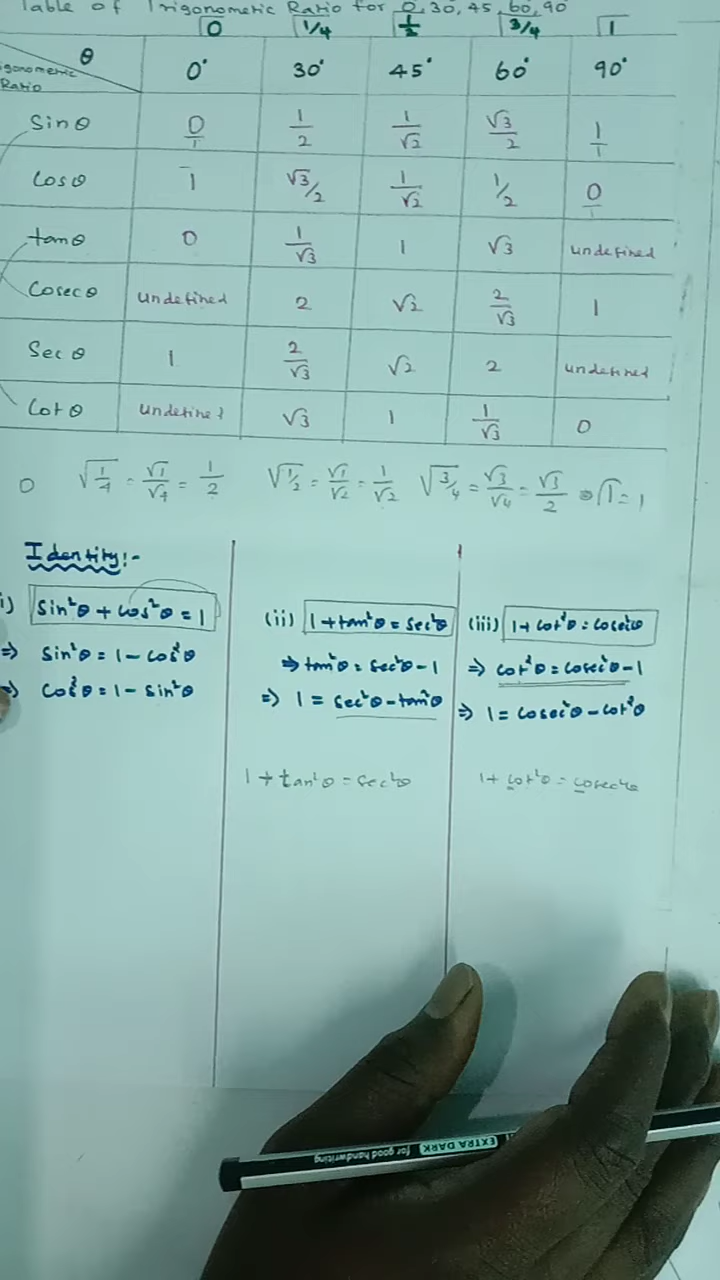 Table of Trigonometric Ratio for 0, 30, 45, 60, 90
√0 √1/4 √1/2 √3/4 √1
θ
Ratio
0° 30° 45° 60° 90°
Sinθ 0/1 1/2 1/√2 √3/2 1/1
Cosθ 1 √3/2 1/√2 1/2 0/1
tanθ 0 1/√3 1 √3 undefined
Cosecθ undefined 2 √2 2/√3 1
Secθ 1 2/√3 √2 2 undefined
Cotθ undefined √3 1 1/√3 0
0 √1/4 = √1/√4 = 1/2 √1/2 = √1/√2 = 1/√2 √3/4 = √3/√4 = √3/2 √1 = 1
Identity:-
i) Sin²θ + Cos²θ = 1
⇒ Sin²θ = 1 - Cos²θ
⇒ Cos²θ = 1 - Sin²θ
(ii) 1 + tan²θ = Sec²θ
⇒ tan²θ = Sec²θ - 1
⇒ 1 = Sec²θ - tan²θ
1 + tan²θ = Sec²θ
(iii) 1 + Cot²θ = Cosec²θ
⇒ Cot²θ = Cosec²θ - 1
⇒ 1 = Cosec²θ - Cot²θ
1 + Cot²θ = Cosec²θ
for good handwriting EXTRA DARK